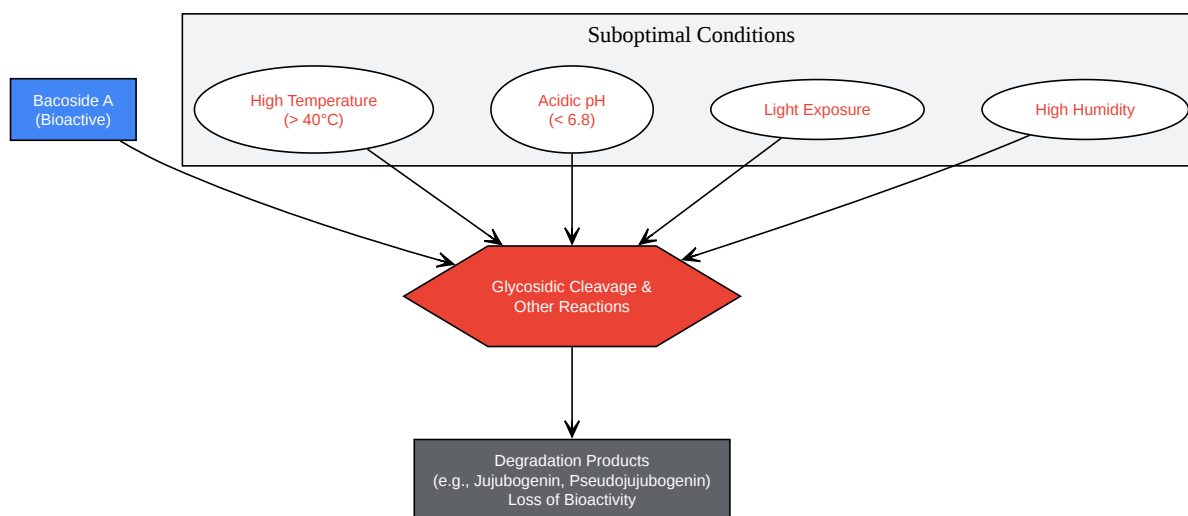 Suboptimal Conditions
Bacoside A
(Bioactive)
High Temperature
(> 40°C)
Acidic pH
(< 6.8)
Light Exposure
High Humidity
Glycosidic Cleavage &
Other Reactions
Degradation Products
(e.g., Jujubogenin, Pseudojujubogenin)
Loss of Bioactivity